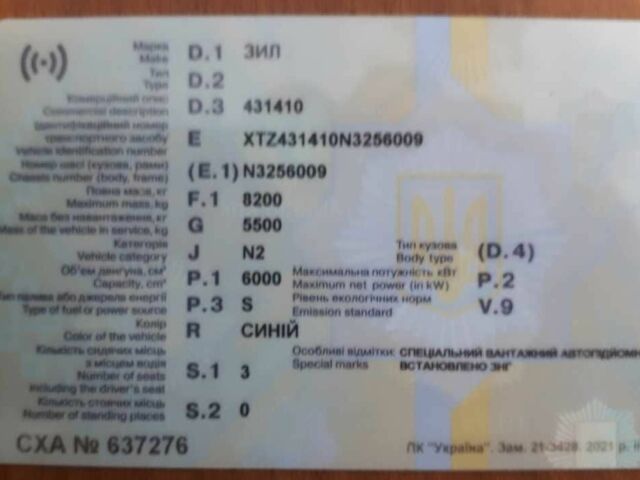 Марка
Make D.1 ЗИЛ
Тип
Type D.2
Комерційний опис
Commercial description D.3 431410
Ідентифікаційний номер
транспортного засобу
Vehicle identification number E XTZ431410N3256009
Номер шасі (кузова, рами)
Chassis number (body, frame) (E.1) N3256009
Повна маса, кг
Maximum mass, kg F.1 8200
Маса без навантаження, кг
Mass of the vehicle in service, kg G 5500
Категорія
Vehicle category J N2
Тип кузова
Body type (D.4)
Об'єм двигуна, см³
Capacity, cm³ P.1 6000
Максимальна потужність кВт
Maximum net power (in kW) P.2
Тип палива або джерело енергії
Type of fuel or power source P.3 S
Рівень екологічних норм
Emission standard V.9
Колір
Color of the vehicle R СИНІЙ
Кількість сидячих місць
з місцем водія
Number of seats
including the driver's seat S.1 3
Особливі відмітки СПЕЦІАЛЬНИЙ ВАНТАЖНИЙ АВТОПІДЙОМН
Special marks ВСТАНОВЛЕНО ЗНГ
Кількість стоячих місць
Number of standing places S.2 0
СХА № 637276
ПК "Україна". Зам. 21-3428. 2021 р.